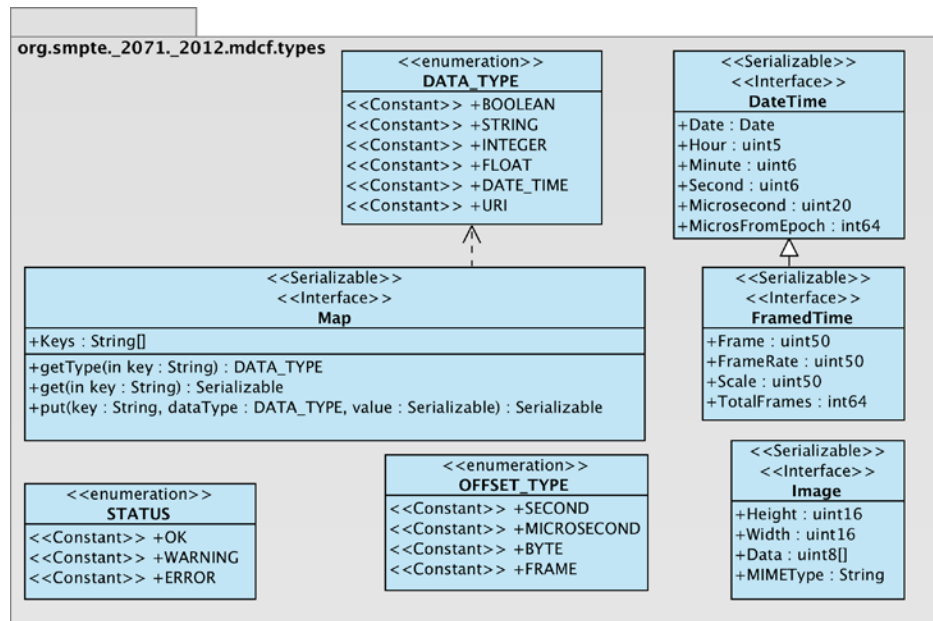 org.smpte._2071._2012.mdcf.types
<<enumeration>>
DATA_TYPE
<<Constant>> +BOOLEAN
<<Constant>> +STRING
<<Constant>> +INTEGER
<<Constant>> +FLOAT
<<Constant>> +DATE_TIME
<<Constant>> +URI
<<Serializable>>
<<Interface>>
DateTime
+Date : Date
+Hour : uint5
+Minute : uint6
+Second : uint6
+Microsecond : uint20
+MicrosFromEpoch : int64
<<Serializable>>
<<Interface>>
Map
+Keys : String[]
+getType(in key : String) : DATA_TYPE
+get(in key : String) : Serializable
+put(key : String, dataType : DATA_TYPE, value : Serializable) : Serializable
<<Serializable>>
<<Interface>>
FramedTime
+Frame : uint50
+FrameRate : uint50
+Scale : uint50
+TotalFrames : int64
<<enumeration>>
STATUS
<<Constant>> +OK
<<Constant>> +WARNING
<<Constant>> +ERROR
<<enumeration>>
OFFSET_TYPE
<<Constant>> +SECOND
<<Constant>> +MICROSECOND
<<Constant>> +BYTE
<<Constant>> +FRAME
<<Serializable>>
<<Interface>>
Image
+Height : uint16
+Width : uint16
+Data : uint8[]
+MIMEType : String